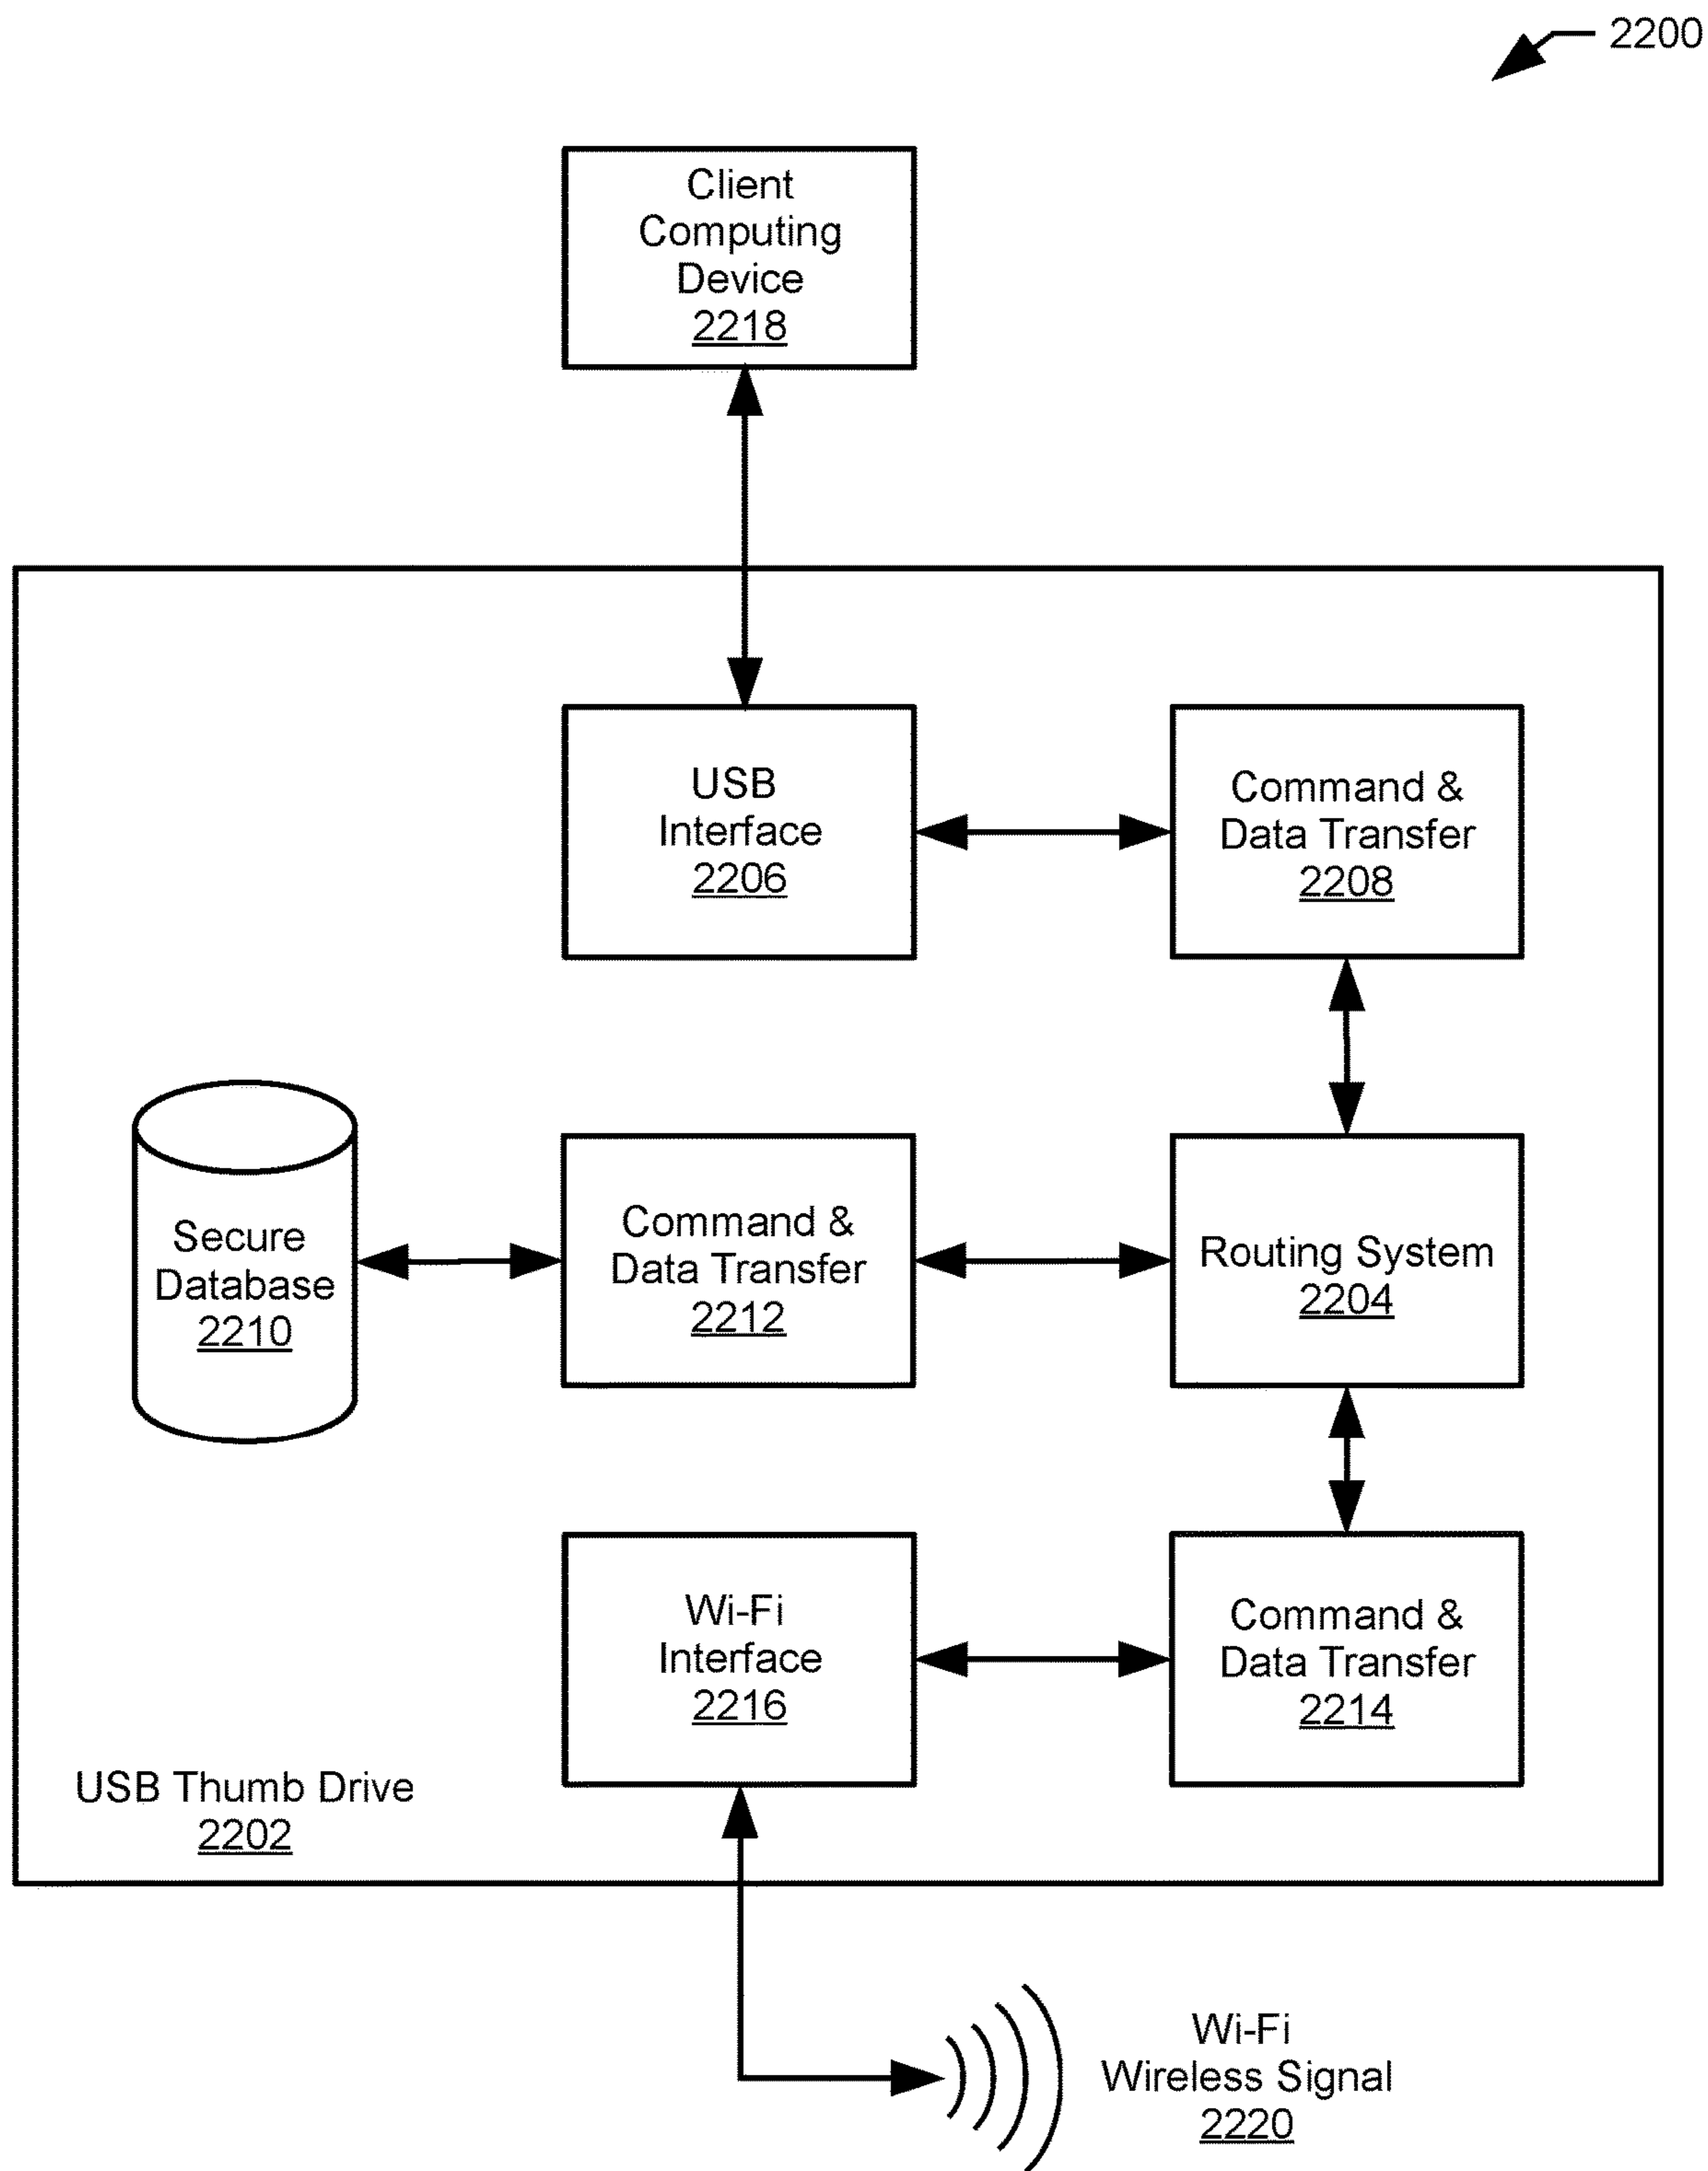 2200
Client
Computing
Device
2218
USB
Interface
2206
Command &
Data Transfer
2208
Secure
Database
2210
Command &
Data Transfer
2212
Routing System
2204
Wi-Fi
Interface
2216
Command &
Data Transfer
2214
USB Thumb Drive
2202
Wi-Fi
Wireless Signal
2220